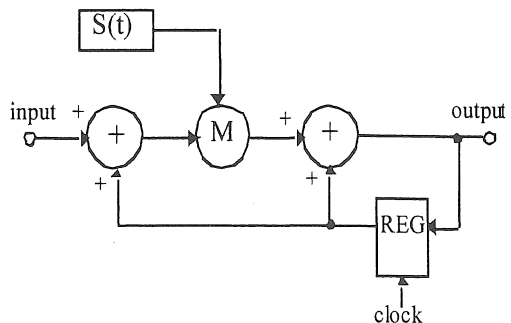 S(t)
input
+
+
M
+
+
output
+
+
REG
clock